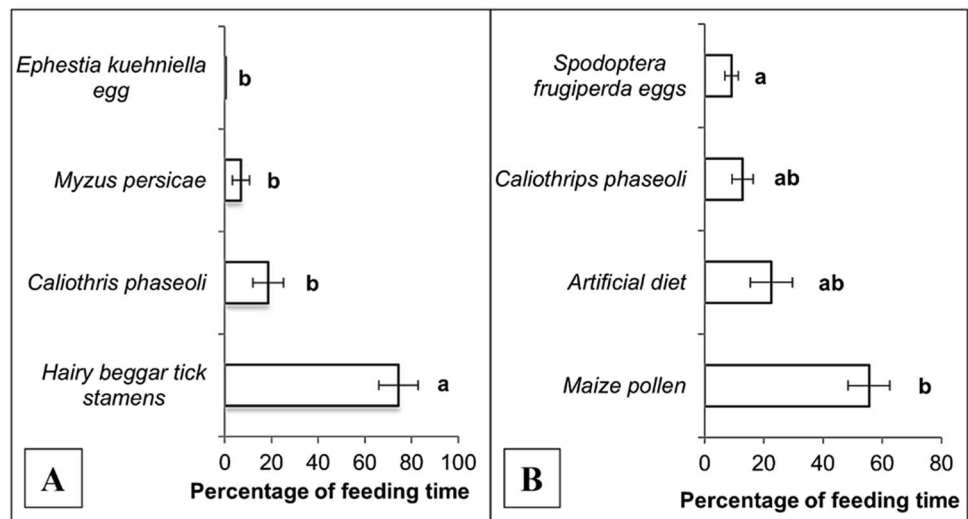 Ephestia kuehniella
egg
b
Myzus persicae
b
Caliothris phaseoli
b
Hairy beggar tick
stamens
a
0 20 40 60 80 100
Percentage of feeding time
A
Spodoptera
frugiperda eggs
a
Caliothrips phaseoli
ab
Artificial diet
ab
Maize pollen
b
0 20 40 60 80
Percentage of feeding time
B